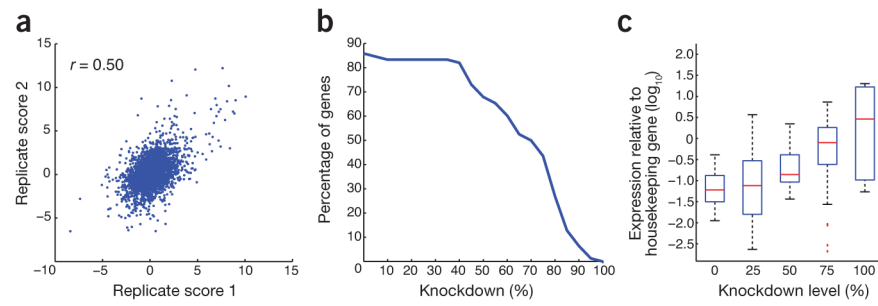 a
r = 0.50
Replicate score 2
15
10
5
0
−5
−10
−5
0
5
10
15
Replicate score 1
b
Percentage of genes
90
80
70
60
50
40
30
20
10
0
10 20 30 40 50 60 70 80 90 100
Knockdown (%)
c
Expression relative to
housekeeping gene (log10)
2.0
1.5
1.0
0.5
0
−0.5
−1.0
−1.5
−2.0
−2.5
0 25 50 75 100
Knockdown level (%)